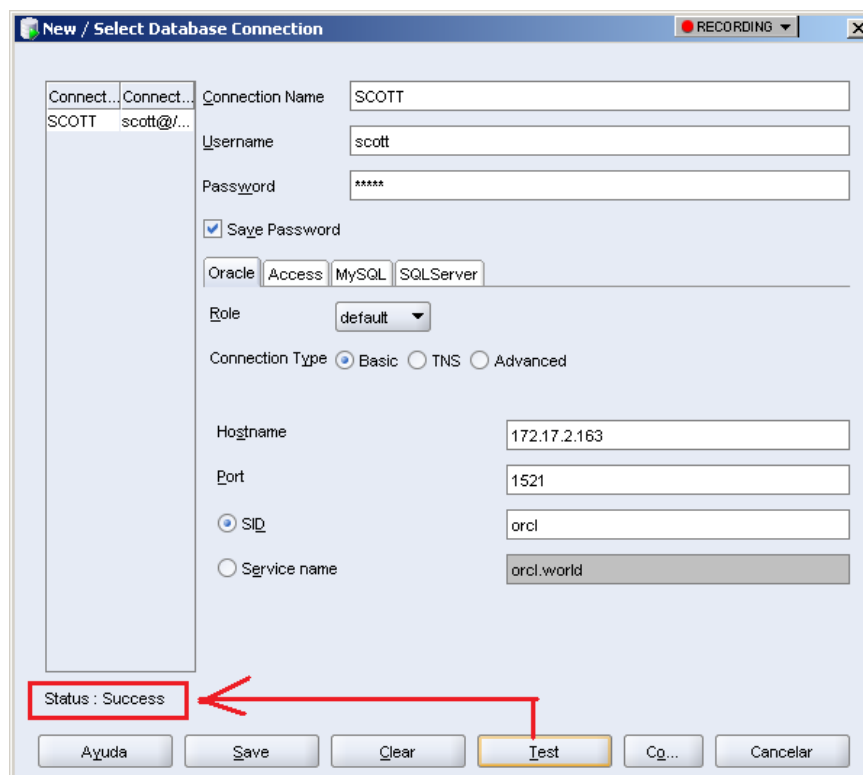 New / Select Database Connection
RECORDING
Connect... Connect...
SCOTT scott@/...
Connection Name SCOTT
Username scott
Password *****
Save Password
Oracle Access MySQL SQLServer
Role default
Connection Type Basic TNS Advanced
Hostname 172.17.2.163
Port 1521
SID orcl
Service name orcl.world
Status : Success
Ayuda Save Clear Test Co... Cancelar